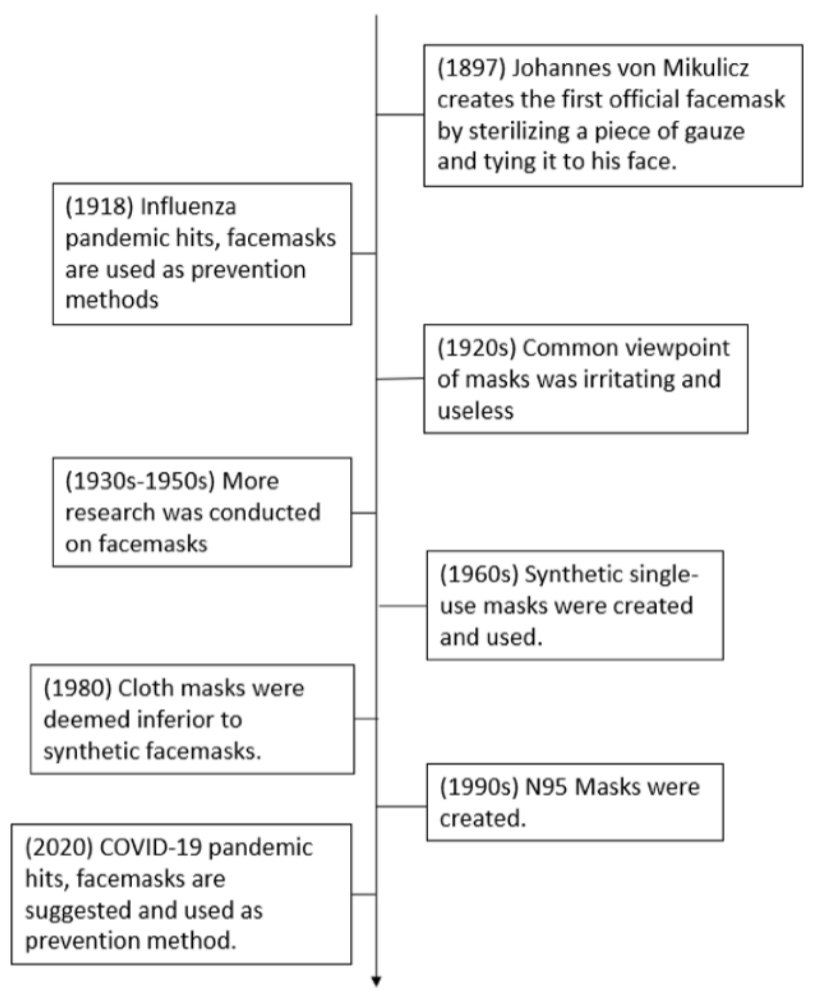 (1897) Johannes von Mikulicz
creates the first official facemask
by sterilizing a piece of gauze
and tying it to his face.
(1918) Influenza
pandemic hits, facemasks
are used as prevention
methods
(1920s) Common viewpoint
of masks was irritating and
useless
(1930s-1950s) More
research was conducted
on facemasks
(1960s) Synthetic single-
use masks were created
and used.
(1980) Cloth masks were
deemed inferior to
synthetic facemasks.
(1990s) N95 Masks were
created.
(2020) COVID-19 pandemic
hits, facemasks are
suggested and used as
prevention method.